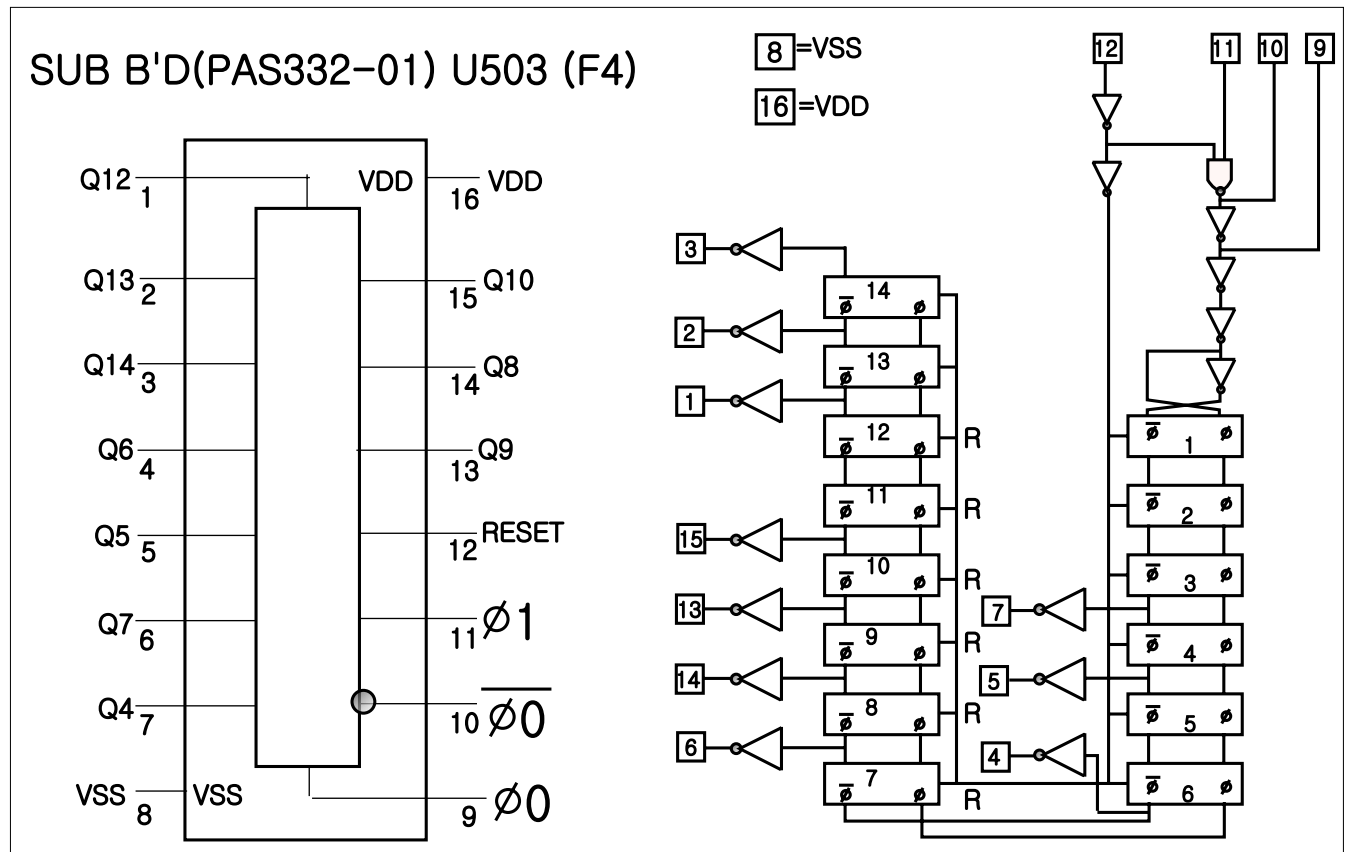 SUB B'D(PAS332-01) U503 (F4)
8 =VSS
16 =VDD
12 11 10 9
Q12 1
VDD 16 VDD
Q13 2
15 Q10
Q14 3
14 Q8
Q6 4
13 Q9
Q5 5
12 RESET
Q7 6
11 Ø1
Q4 7
10 Ø̅0̅
VSS 8 VSS
9 Ø0
3
14
ø̅ ø
2
13
ø̅ ø
1
12
ø̅ ø R
11
ø̅ ø R
15
10
ø̅ ø R
13
9
ø̅ ø R
14
8
ø̅ ø R
6
7
ø̅ ø R
ø̅ 1 ø
ø̅ 2 ø
ø̅ 3 ø
7
ø̅ 4 ø
5
ø̅ 5 ø
4
ø̅ 6 ø